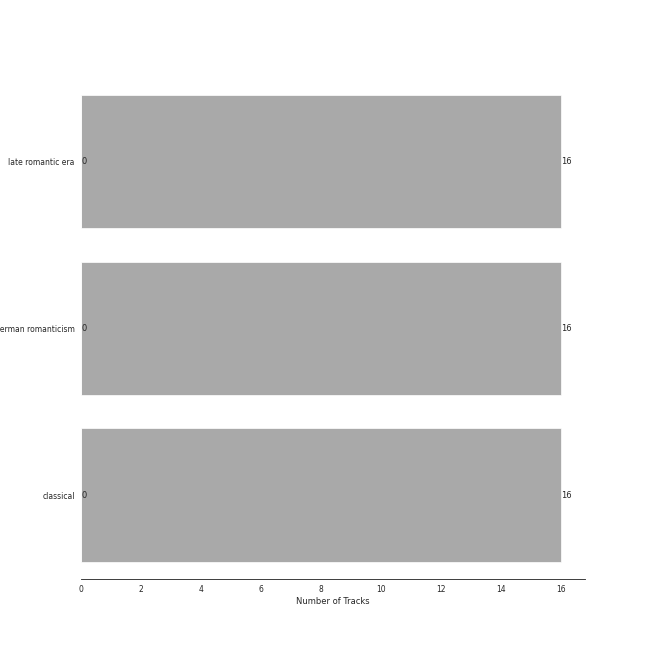 late romantic era 0 16
erman romanticism 0 16
classical 0 16
0 2 4 6 8 10 12 14 16
Number of Tracks